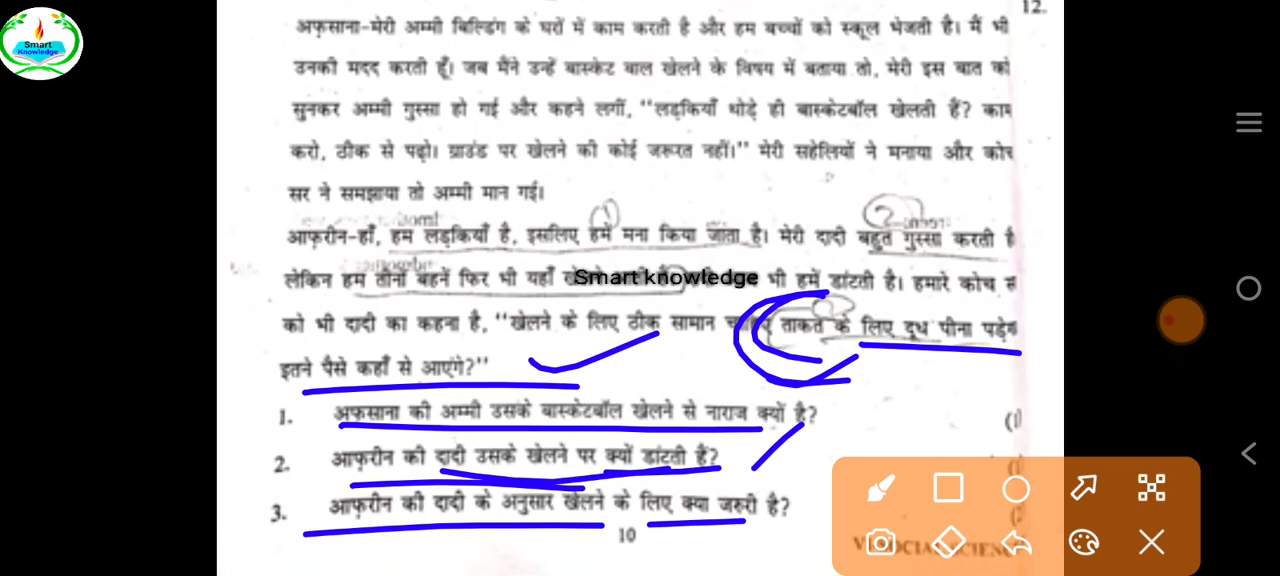 Smart
Knowledge
12.
अफ़साना-मेरी अम्मी बिल्डिंग के घरों में काम करती है और हम बच्चों को स्कूल भेजती है। मैं भी
उनकी मदद करती हूँ। जब मैंने उन्हें बास्केट बाल खेलने के विषय में बताया तो, मेरी इस बात को
सुनकर अम्मी गुस्सा हो गई और कहने लगीं, "लड़कियाँ थोड़े ही बास्केटबॉल खेलती हैं? काम
करो, ठीक से पढ़ो। ग्राउंड पर खेलने की कोई जरूरत नहीं।" मेरी सहेलियों ने मनाया और कोच
सर ने समझाया तो अम्मी मान गई।
आफ़रीन-हाँ, हम लड़कियाँ है, इसलिए हमें मना किया जाता है। मेरी दादी बहुत गुस्सा करती है
लेकिन हम तीनों बहनें फिर भी यहाँ Smart knowledge भी हमें डांटती है। हमारे कोच स
को भी दादी का कहना है, "खेलने के लिए ठीक सामान ताकत के लिए दूध पीना पड़ेग
इतने पैसे कहाँ से आएंगे?"
1. अफसाना की अम्मी उसके बास्केटबॉल खेलने से नाराज क्यों है? (1)
2. आफ़रीन की दादी उसके खेलने पर क्यों डांटती हैं?
3. आफ़रीन की दादी के अनुसार खेलने के लिए क्या जरुरी है?
10